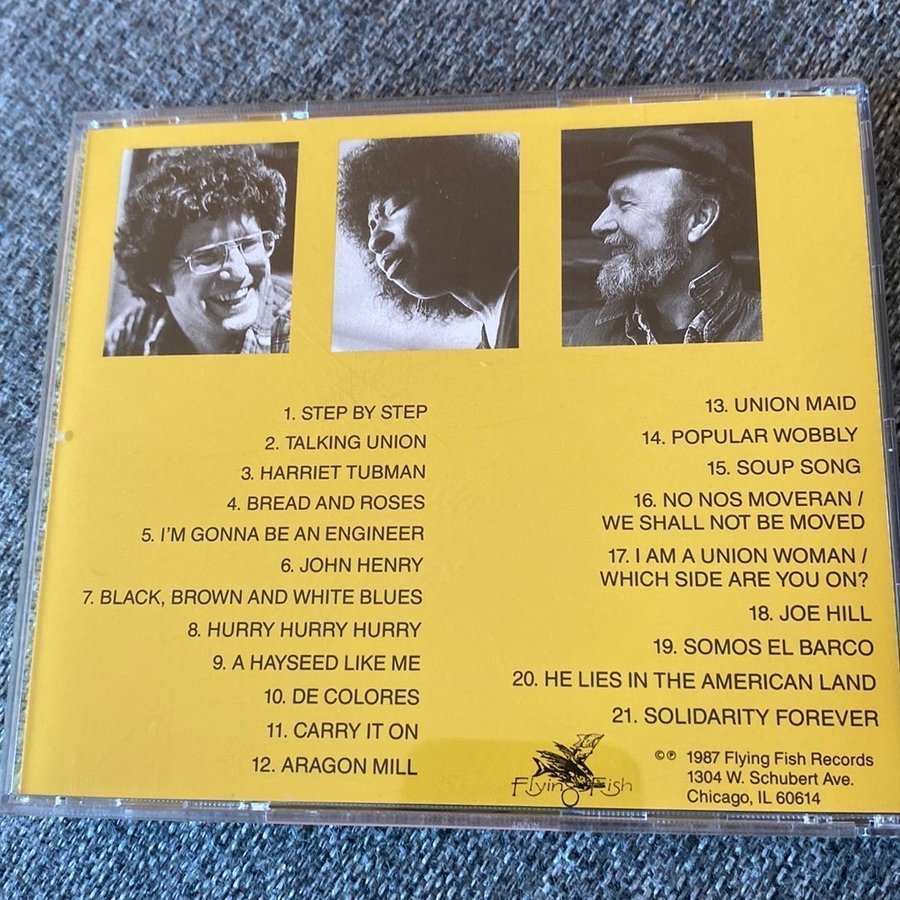 1. STEP BY STEP
2. TALKING UNION
3. HARRIET TUBMAN
4. BREAD AND ROSES
5. I'M GONNA BE AN ENGINEER
6. JOHN HENRY
7. BLACK, BROWN AND WHITE BLUES
8. HURRY HURRY HURRY
9. A HAYSEED LIKE ME
10. DE COLORES
11. CARRY IT ON
12. ARAGON MILL
13. UNION MAID
14. POPULAR WOBBLY
15. SOUP SONG
16. NO NOS MOVERAN /
WE SHALL NOT BE MOVED
17. I AM A UNION WOMAN /
WHICH SIDE ARE YOU ON?
18. JOE HILL
19. SOMOS EL BARCO
20. HE LIES IN THE AMERICAN LAND
21. SOLIDARITY FOREVER
Flying Fish
©℗ 1987 Flying Fish Records
1304 W. Schubert Ave.
Chicago, IL 60614